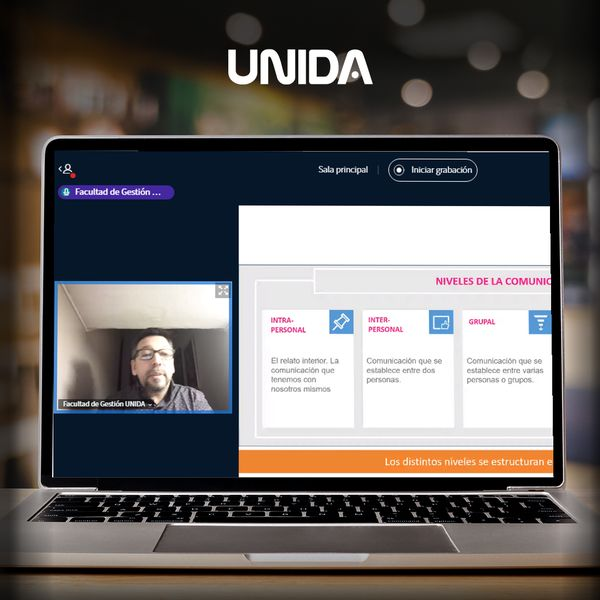 UNIDA
Sala principal
Iniciar grabación
Facultad de Gestión ...
NIVELES DE LA COMUNIC
INTRA-
PERSONAL
INTER-
PERSONAL
GRUPAL
El relato interior. La
comunicación que
tenemos con
nosotros mismos
Comunicación que se
establece entre dos
personas.
Comunicación que se
establece entre varias
personas o grupos.
Facultad de Gestión UNIDA
Los distintos niveles se estructuran e